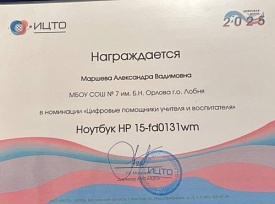 ИЦТО
2025
Награждается
Маршева Александра Вадимовна
МБОУ СОШ № 7 им. Б.Н. Орлова г.о. Лобня
в номинации «Цифровые помощники учителя и воспитателя»
Ноутбук HP 15-fd0131wm
ИЦТО